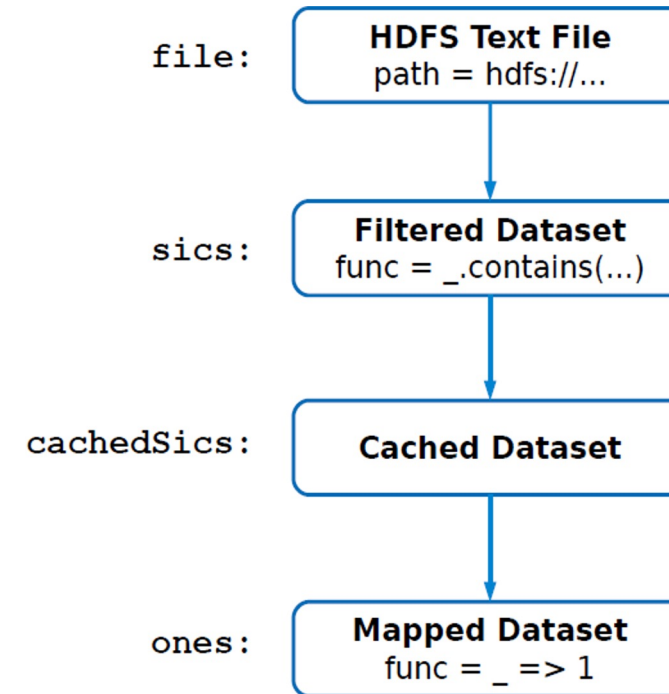 file:
HDFS Text File
path = hdfs://...
sics:
Filtered Dataset
func = _.contains(...)
cachedSics:
Cached Dataset
ones:
Mapped Dataset
func = _ => 1